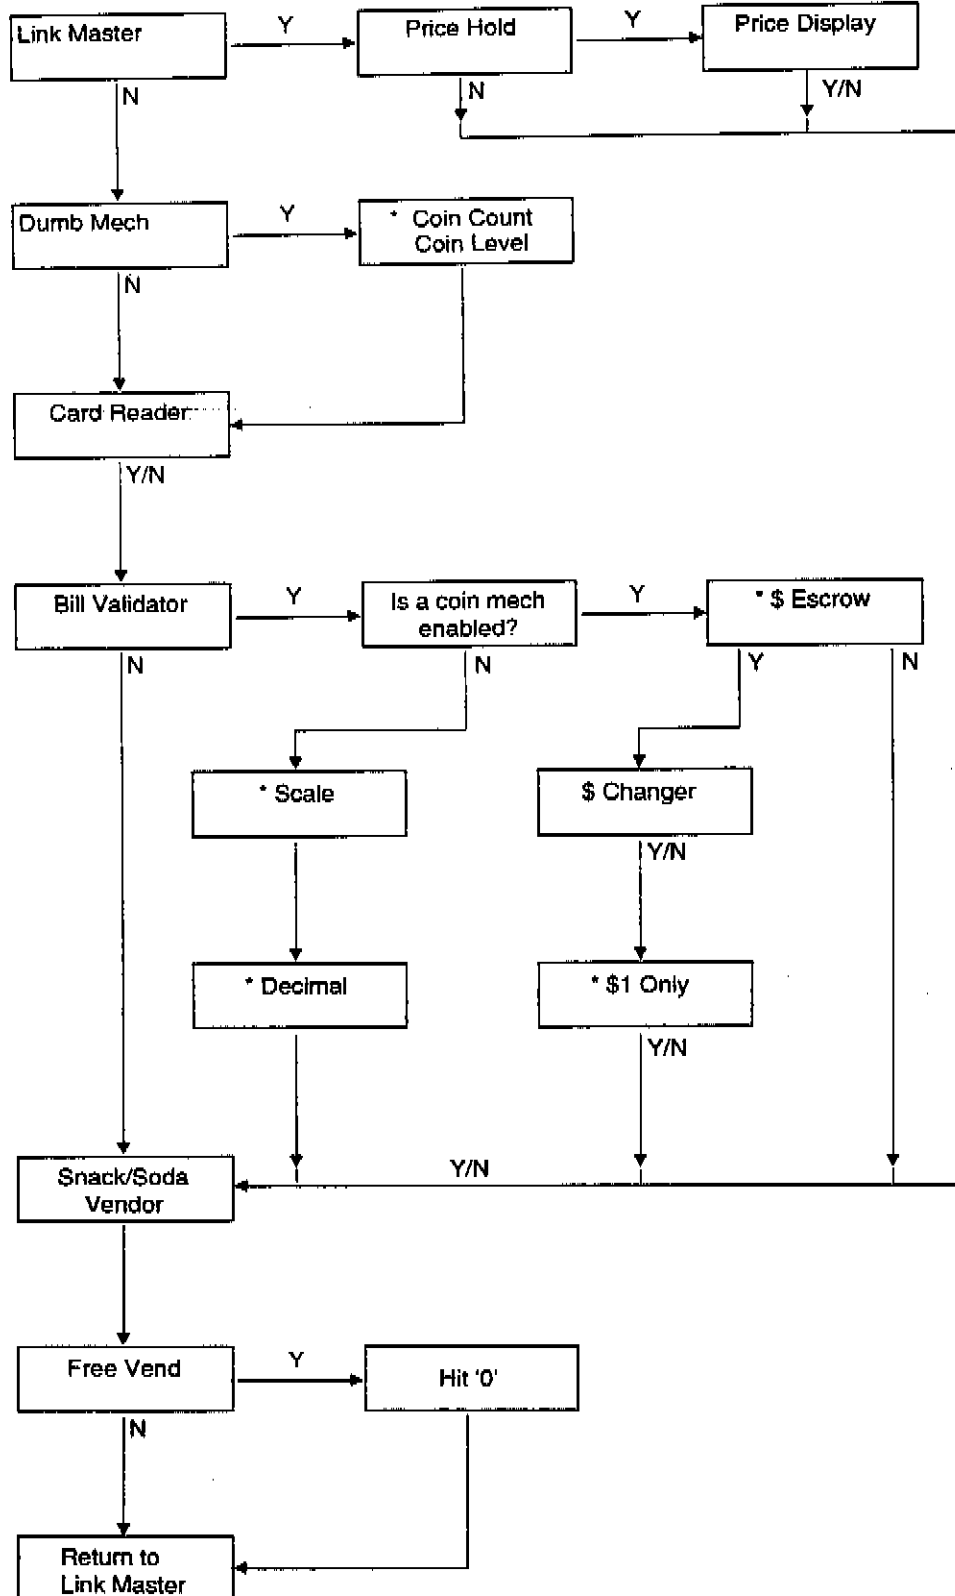 Link Master
Y
Price Hold
Y
Price Display
N
N
Y/N
Dumb Mech
Y
* Coin Count
Coin Level
N
Card Reader
Y/N
Bill Validator
Y
Is a coin mech
enabled?
Y
* $ Escrow
N
N
Y
N
* Scale
$ Changer
Y/N
* Decimal
* $1 Only
Y/N
Snack/Soda
Vendor
Y/N
Free Vend
Y
Hit '0'
N
Return to
Link Master